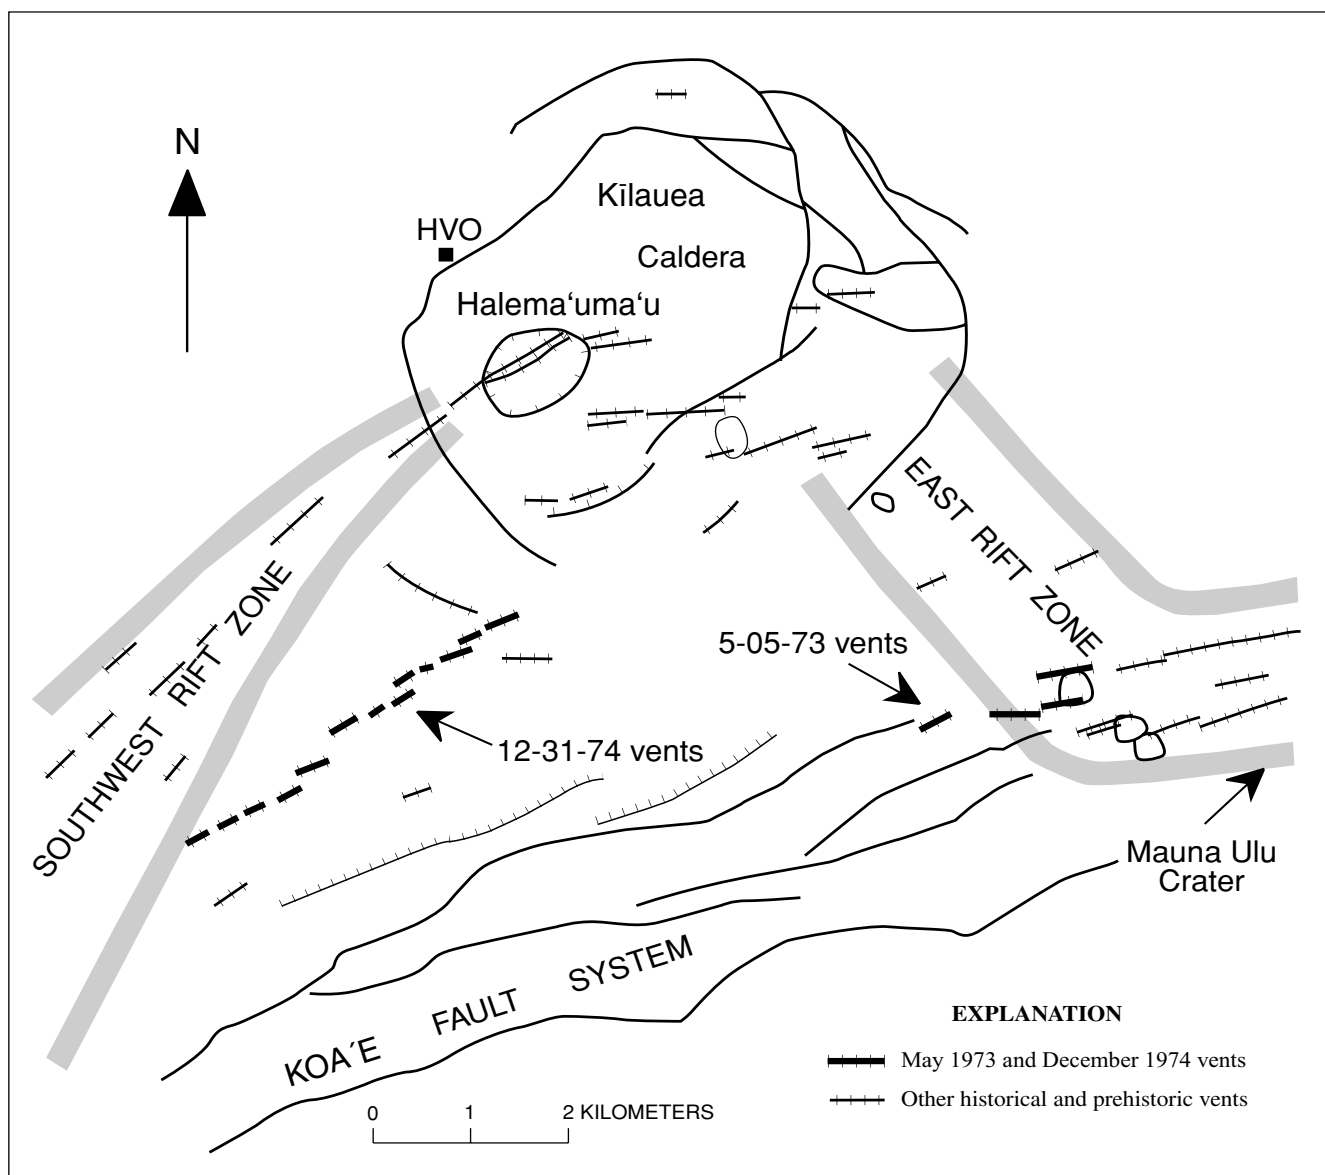 N
Kīlauea
HVO
Caldera
Halemaʻumaʻu
EAST RIFT ZONE
SOUTHWEST RIFT ZONE
5-05-73 vents
12-31-74 vents
Mauna Ulu
Crater
KOA´E FAULT SYSTEM
EXPLANATION
May 1973 and December 1974 vents
Other historical and prehistoric vents
0 1 2 KILOMETERS